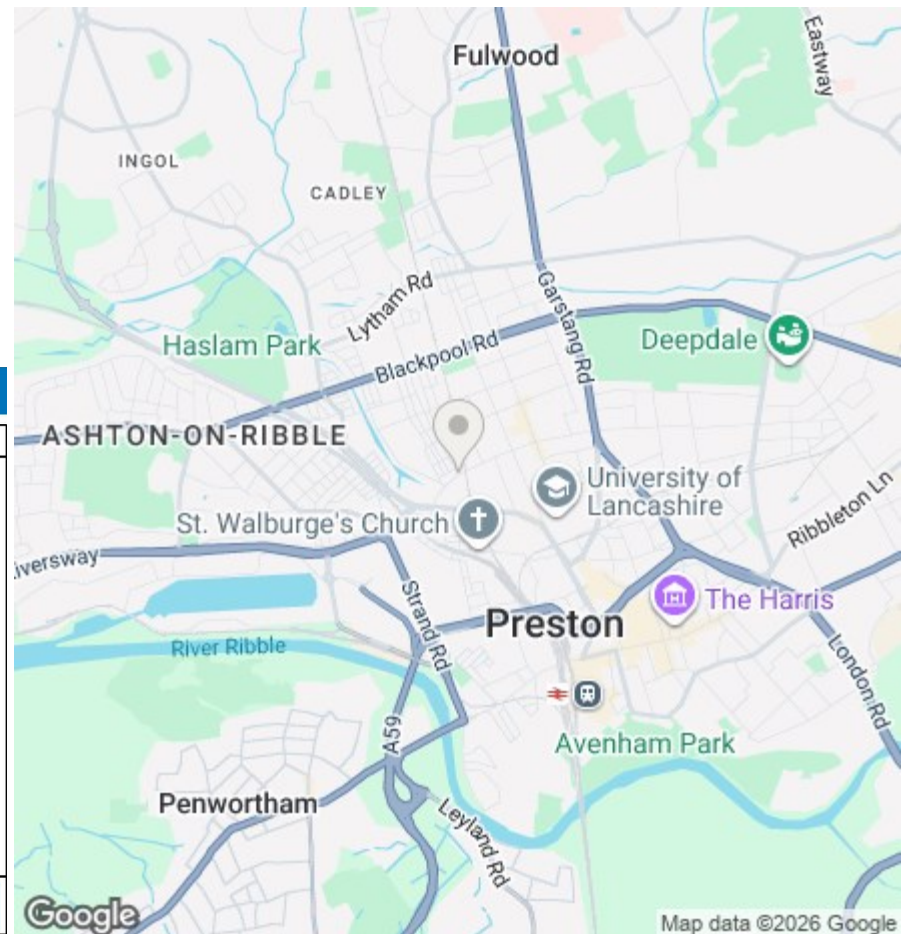 Fulwood
Eastway
INGOL
CADLEY
Lytham Rd
Garstang Rd
Haslam Park
Blackpool Rd
Deepdale
ASHTON-ON-RIBBLE
University of
Lancashire
Ribbleton Ln
St. Walburge's Church
iversway
Strand Rd
The Harris
Preston
River Ribble
London Rd
A59
Avenham Park
Penwortham
Leyland Rd
Google
Map data ©2026 Google